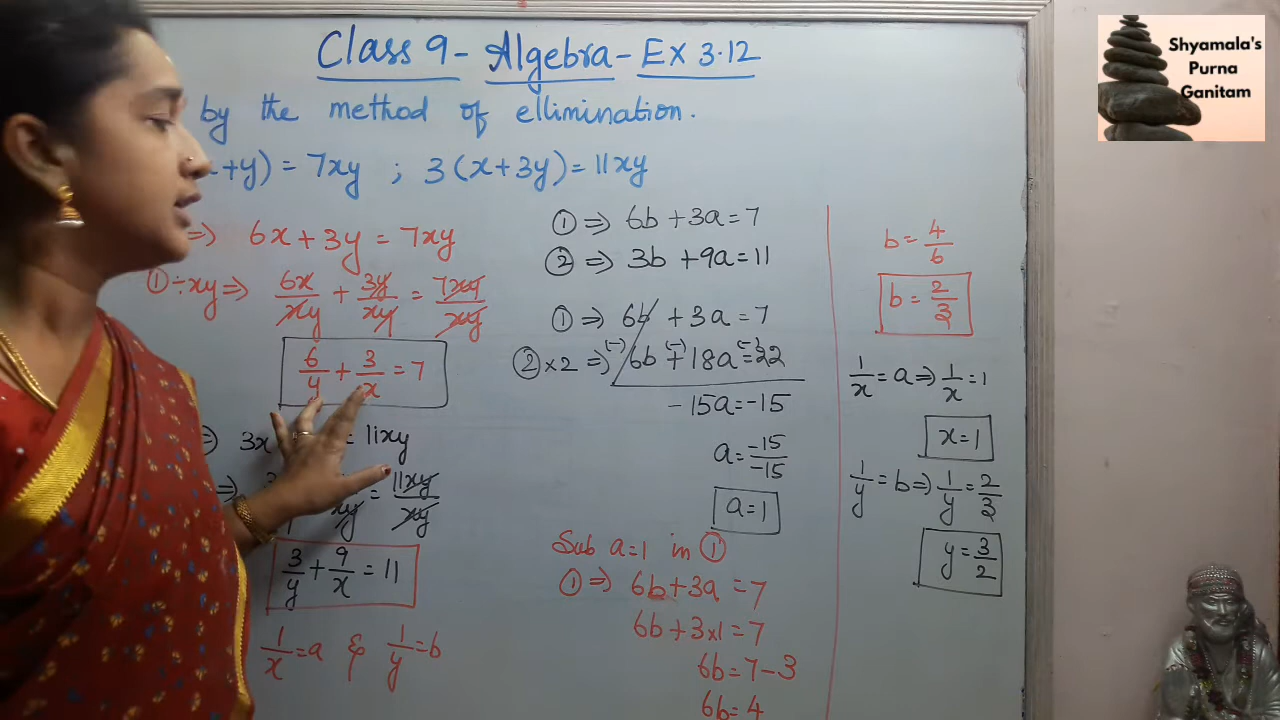 Class 9 - Algebra - Ex 3.12
by the method of ellimination.
+y) = 7xy ; 3(x+3y) = 11xy
⇒ 6x + 3y = 7xy
① ÷ xy ⇒ 6x/xy + 3y/xy = 7xy/xy
6/y + 3/x = 7
⇒ 3x = 11xy
⇒ = 11xy/xy
3/y + 9/x = 11
1/x = a & 1/y = b
① ⇒ 6b + 3a = 7
② ⇒ 3b + 9a = 11
① ⇒ 6b + 3a = 7
② × 2 ⇒ (-) 6b + (-) 18a = (-) 22
-15a = -15
a = -15/-15
a = 1
Sub a=1 in ①
① ⇒ 6b + 3a = 7
6b + 3×1 = 7
6b = 7 - 3
6b = 4
b = 4/6
b = 2/3
1/x = a ⇒ 1/x = 1
x = 1
1/y = b ⇒ 1/y = 2/3
y = 3/2
Shyamala's
Purna
Ganitam